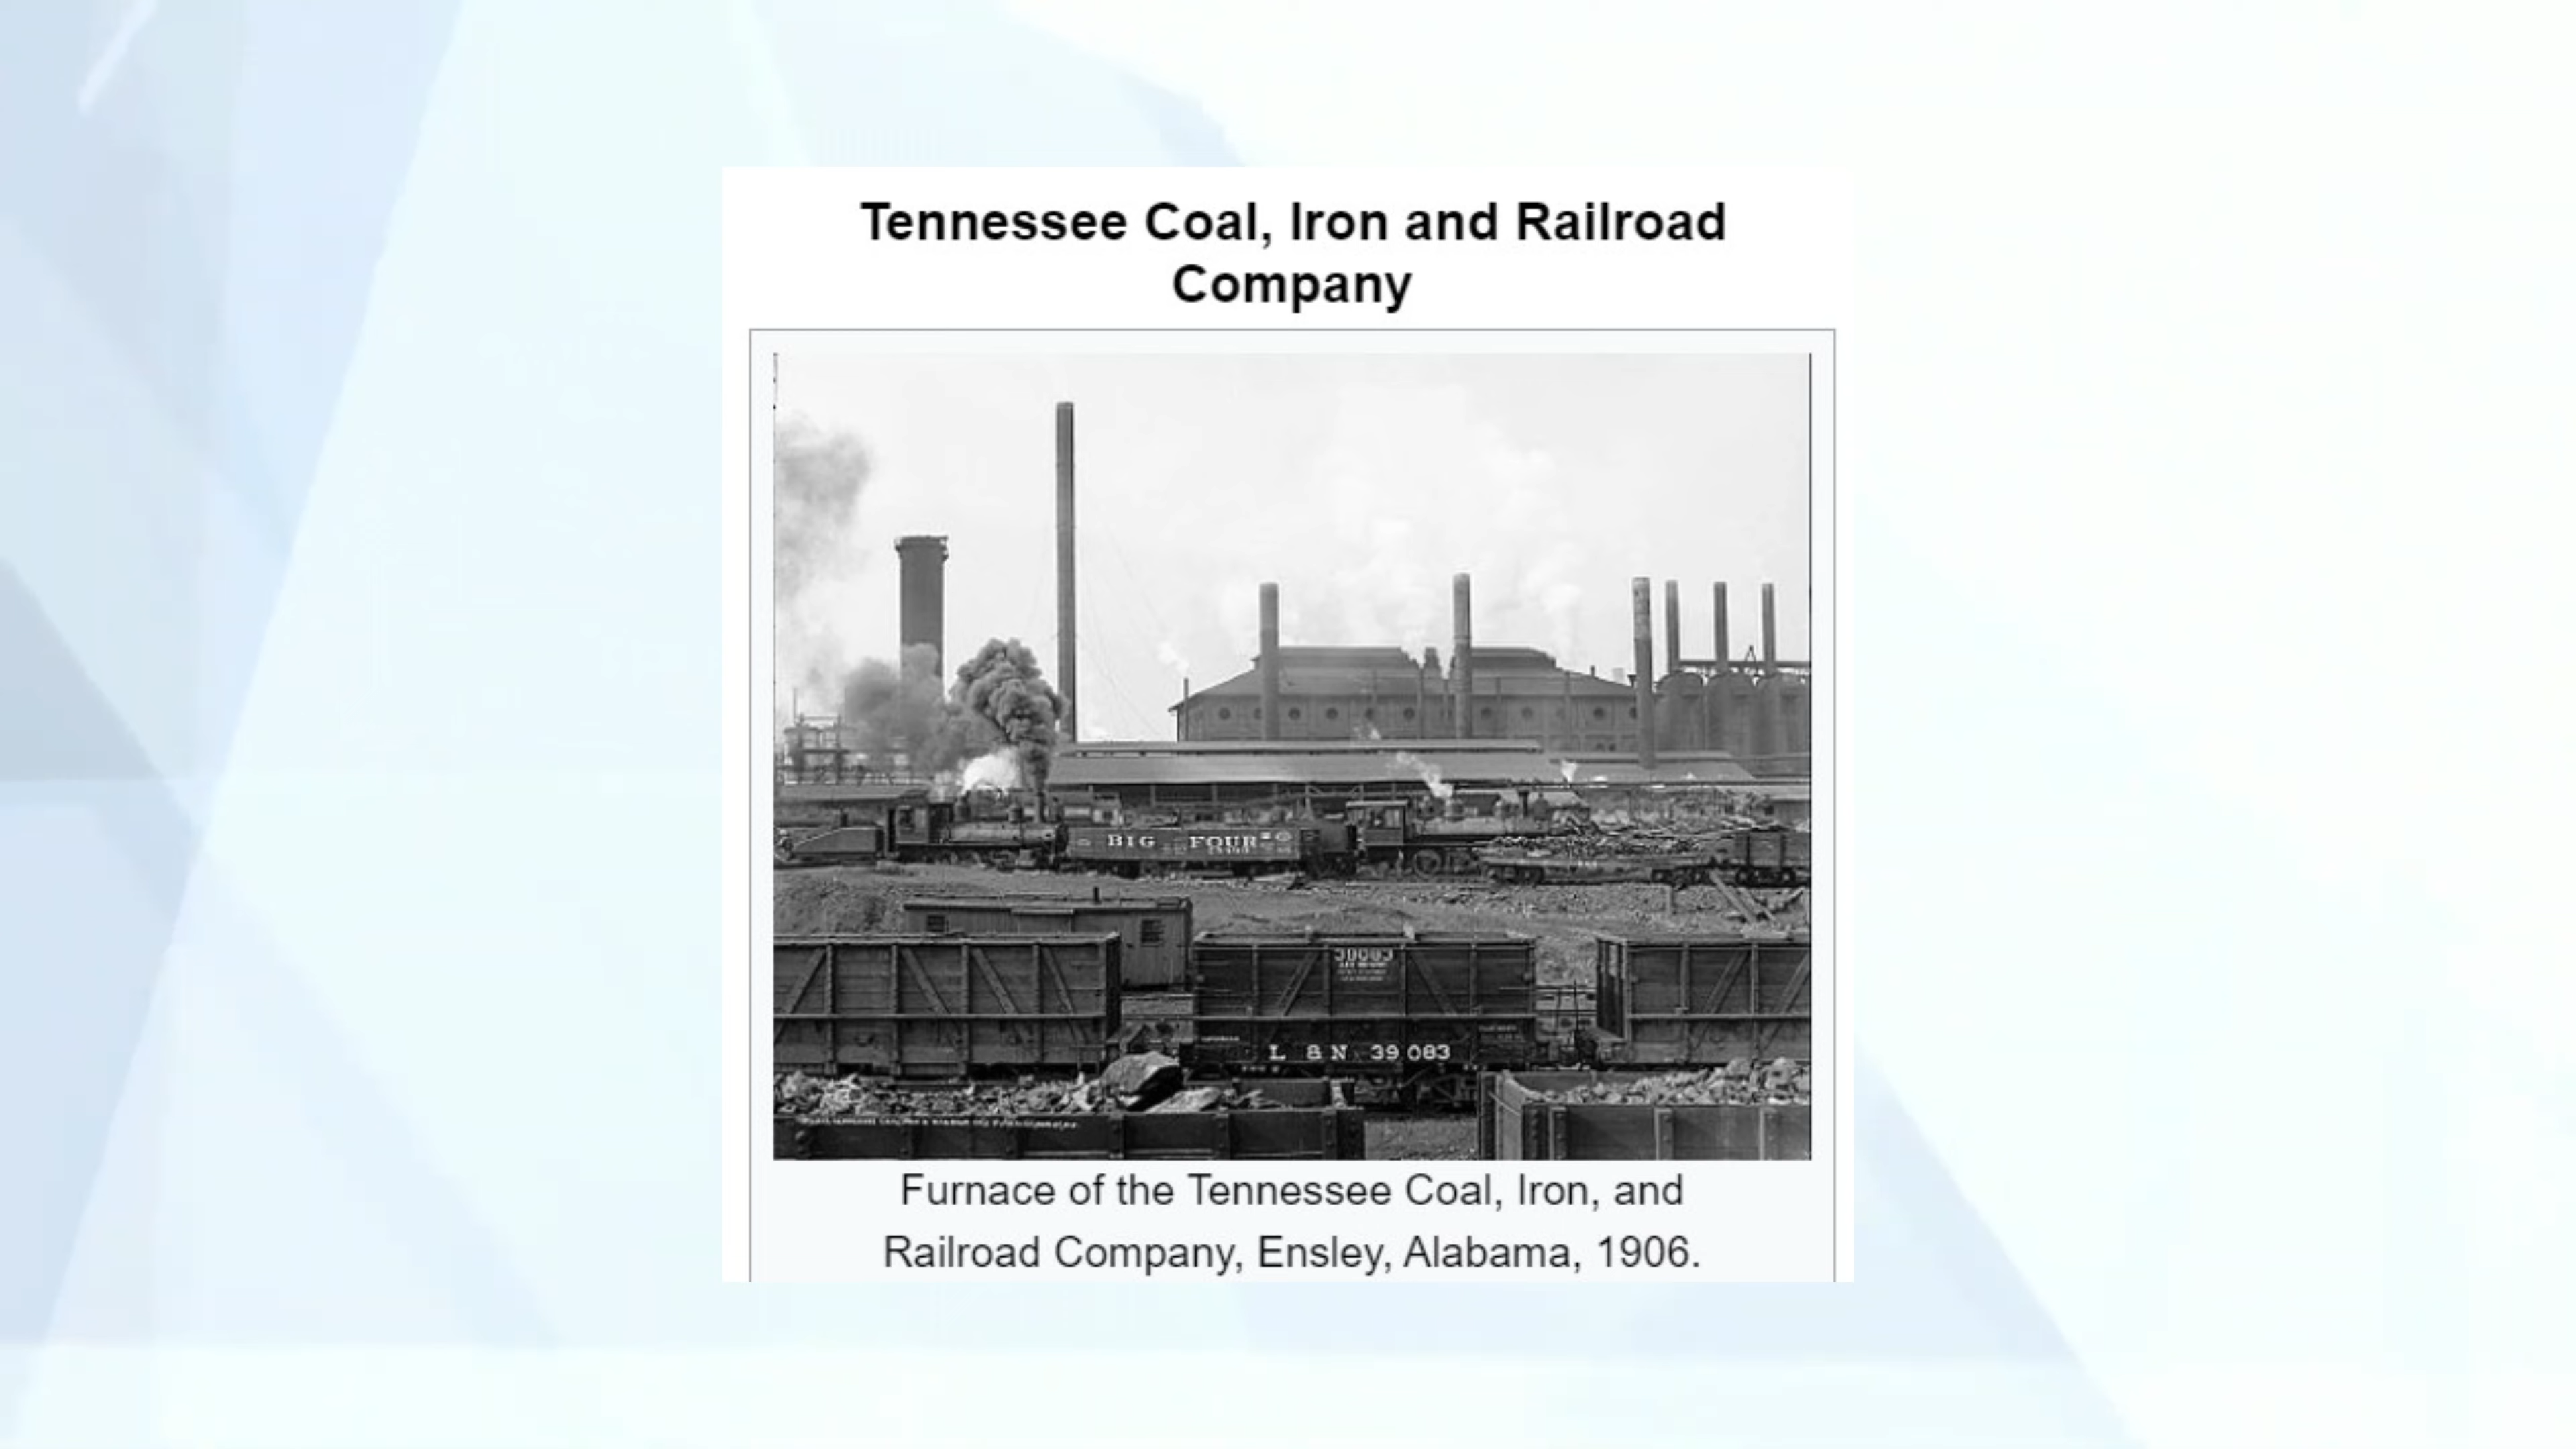 Tennessee Coal, Iron and Railroad
Company
BIG FOUR
39083
L & N 39 083
Furnace of the Tennessee Coal, Iron, and
Railroad Company, Ensley, Alabama, 1906.